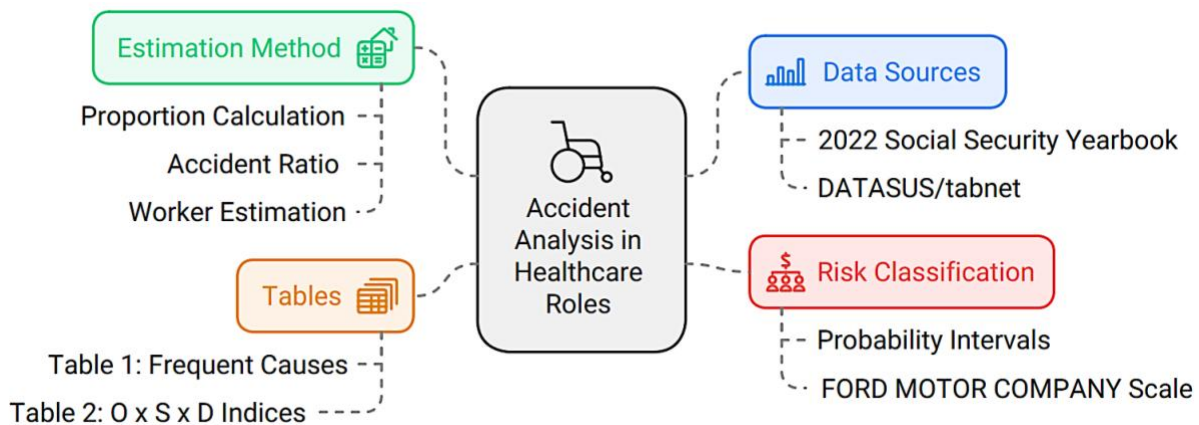 Estimation Method
Proportion Calculation
Accident Ratio
Worker Estimation
Tables
Table 1: Frequent Causes
Table 2: O x S x D Indices
Accident
Analysis in
Healthcare
Roles
Data Sources
2022 Social Security Yearbook
DATASUS/tabnet
$
Risk Classification
Probability Intervals
FORD MOTOR COMPANY Scale